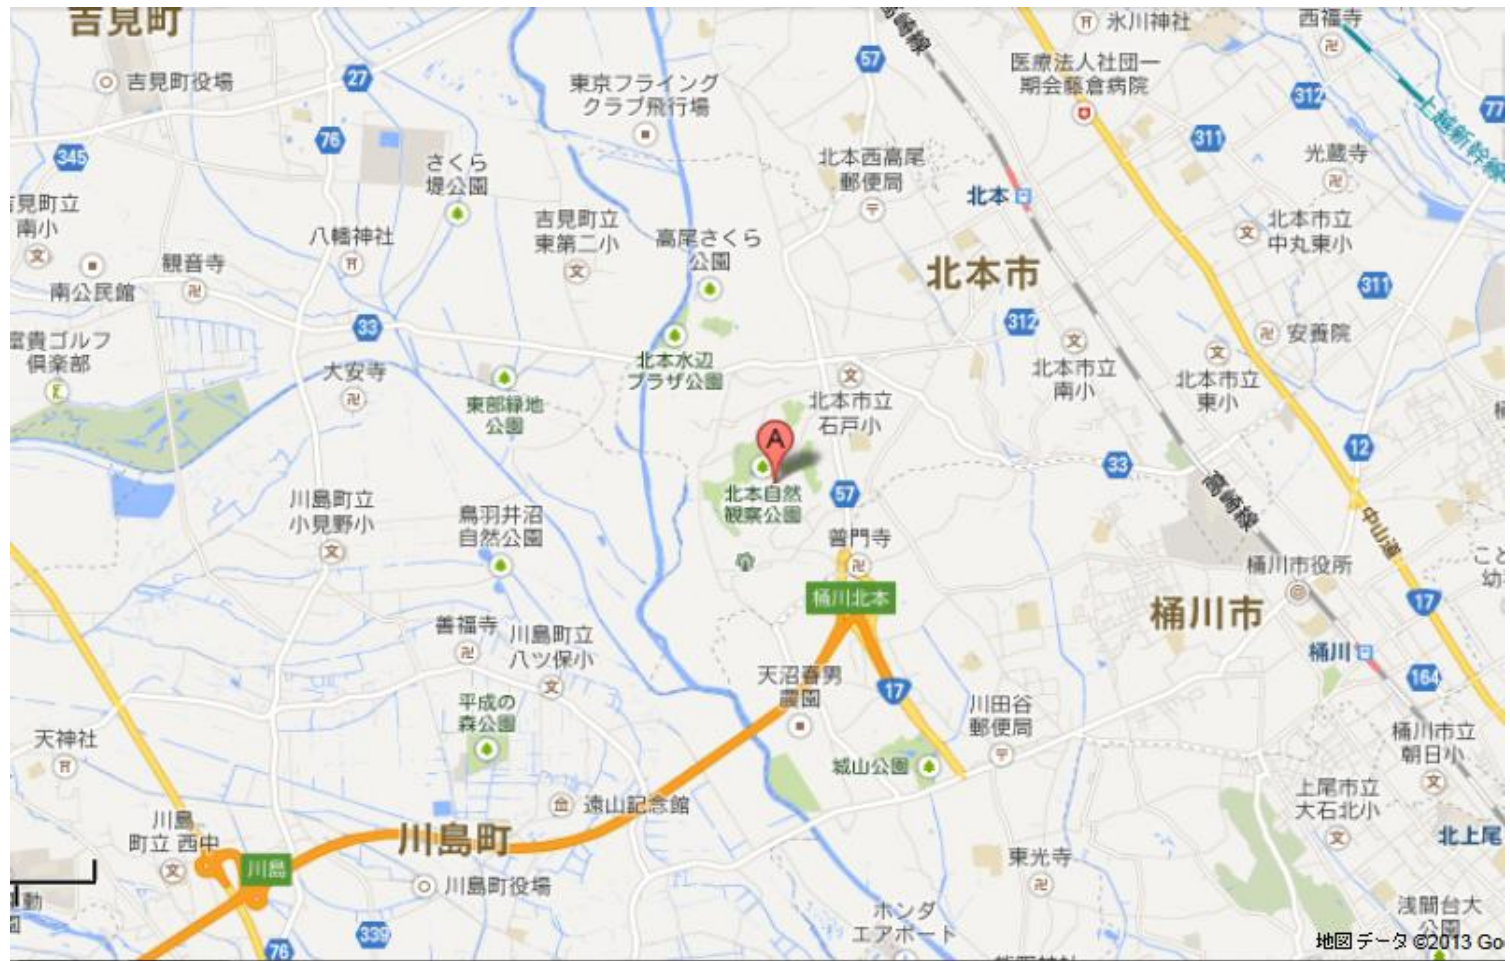 吉見町
高崎線
氷川神社
西福寺
吉見町役場
27
東京フライング
クラブ飛行場
57
医療法人社団一
期会藤倉病院
312
77
上越新幹線
76
345
さくら
堤公園
北本西高尾
郵便局
311
光蔵寺
北本
見町立
南小
八幡神社
吉見町立
東第二小
高尾さくら
公園
北本市立
中丸東小
観音寺
南公民館
北本市
311
33
312
安養院
富貴ゴルフ
倶楽部
大安寺
北本水辺
プラザ公園
北本市立
南小
北本市立
東小
東部緑地
公園
北本市立
石戸小
A
12
33
北本自然
観察公園
57
高崎線
川島町立
小見野小
鳥羽井沼
自然公園
普門寺
中山道
桶川市役所
こと
桶川北本
17
桶川市
善福寺
川島町立
八ツ保小
桶川
天沼春男
農園
17
164
平成の
森公園
川田谷
郵便局
天神社
桶川市立
朝日小
城山公園
遠山記念館
上尾市立
大石北小
川島
町立 西中
川島町
北上尾
川島
東光寺
川島町役場
ホンダ
エアポート
浅間台大
公園
339
76
地図データ ©2013 Go